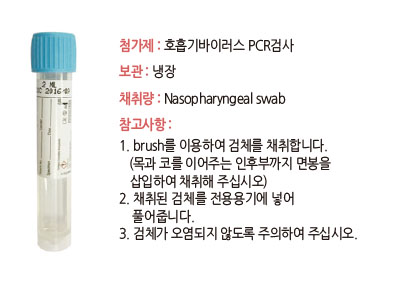 2 ML
2016-09
첨가제 : 호흡기바이러스 PCR검사
보관 : 냉장
채취량 : Nasopharyngeal swab
참고사항 :
1. brush를 이용하여 검체를 채취합니다.
(목과 코를 이어주는 인후부까지 면봉을
삽입하여 채취해 주십시오)
2. 채취된 검체를 전용용기에 넣어
풀어줍니다.
3. 검체가 오염되지 않도록 주의하여 주십시오.